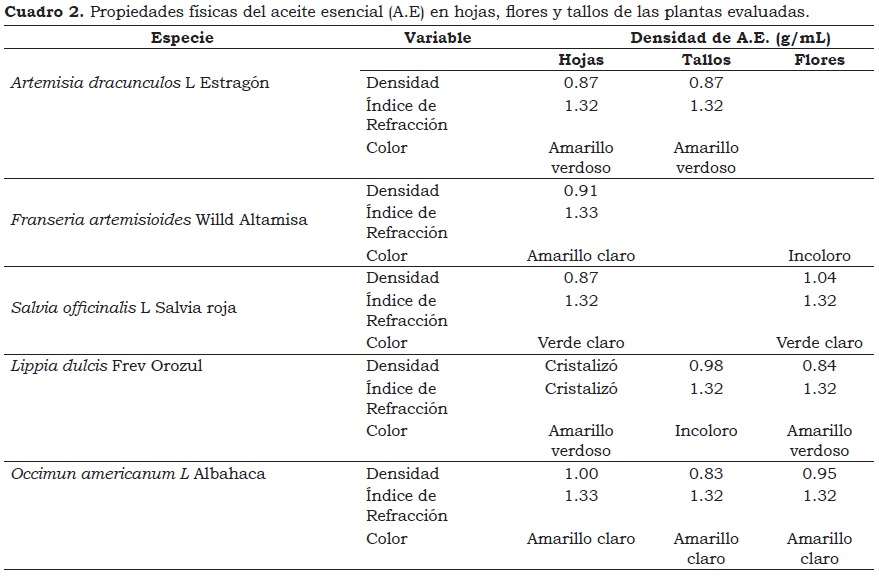 Cuadro 2. Propiedades físicas del aceite esencial (A.E) en hojas, flores y tallos de las plantas evaluadas.
Especie Variable Densidad de A.E. (g/mL)
Hojas Tallos Flores
Artemisia dracunculos L Estragón Densidad 0.87 0.87
Índice de 1.32 1.32
Refracción
Color Amarillo Amarillo
verdoso verdoso
Densidad 0.91
Franseria artemisioides Willd Altamisa Índice de 1.33
Refracción
Color Amarillo claro Incoloro
Densidad 0.87 1.04
Salvia officinalis L Salvia roja Índice de 1.32 1.32
Refracción
Color Verde claro Verde claro
Lippia dulcis Frev Orozul Densidad Cristalizó 0.98 0.84
Índice de Cristalizó 1.32 1.32
Refracción
Color Amarillo Incoloro Amarillo
verdoso verdoso
Occimun americanum L Albahaca Densidad 1.00 0.83 0.95
Índice de 1.33 1.32 1.32
Refracción
Color Amarillo claro Amarillo Amarillo
claro claro